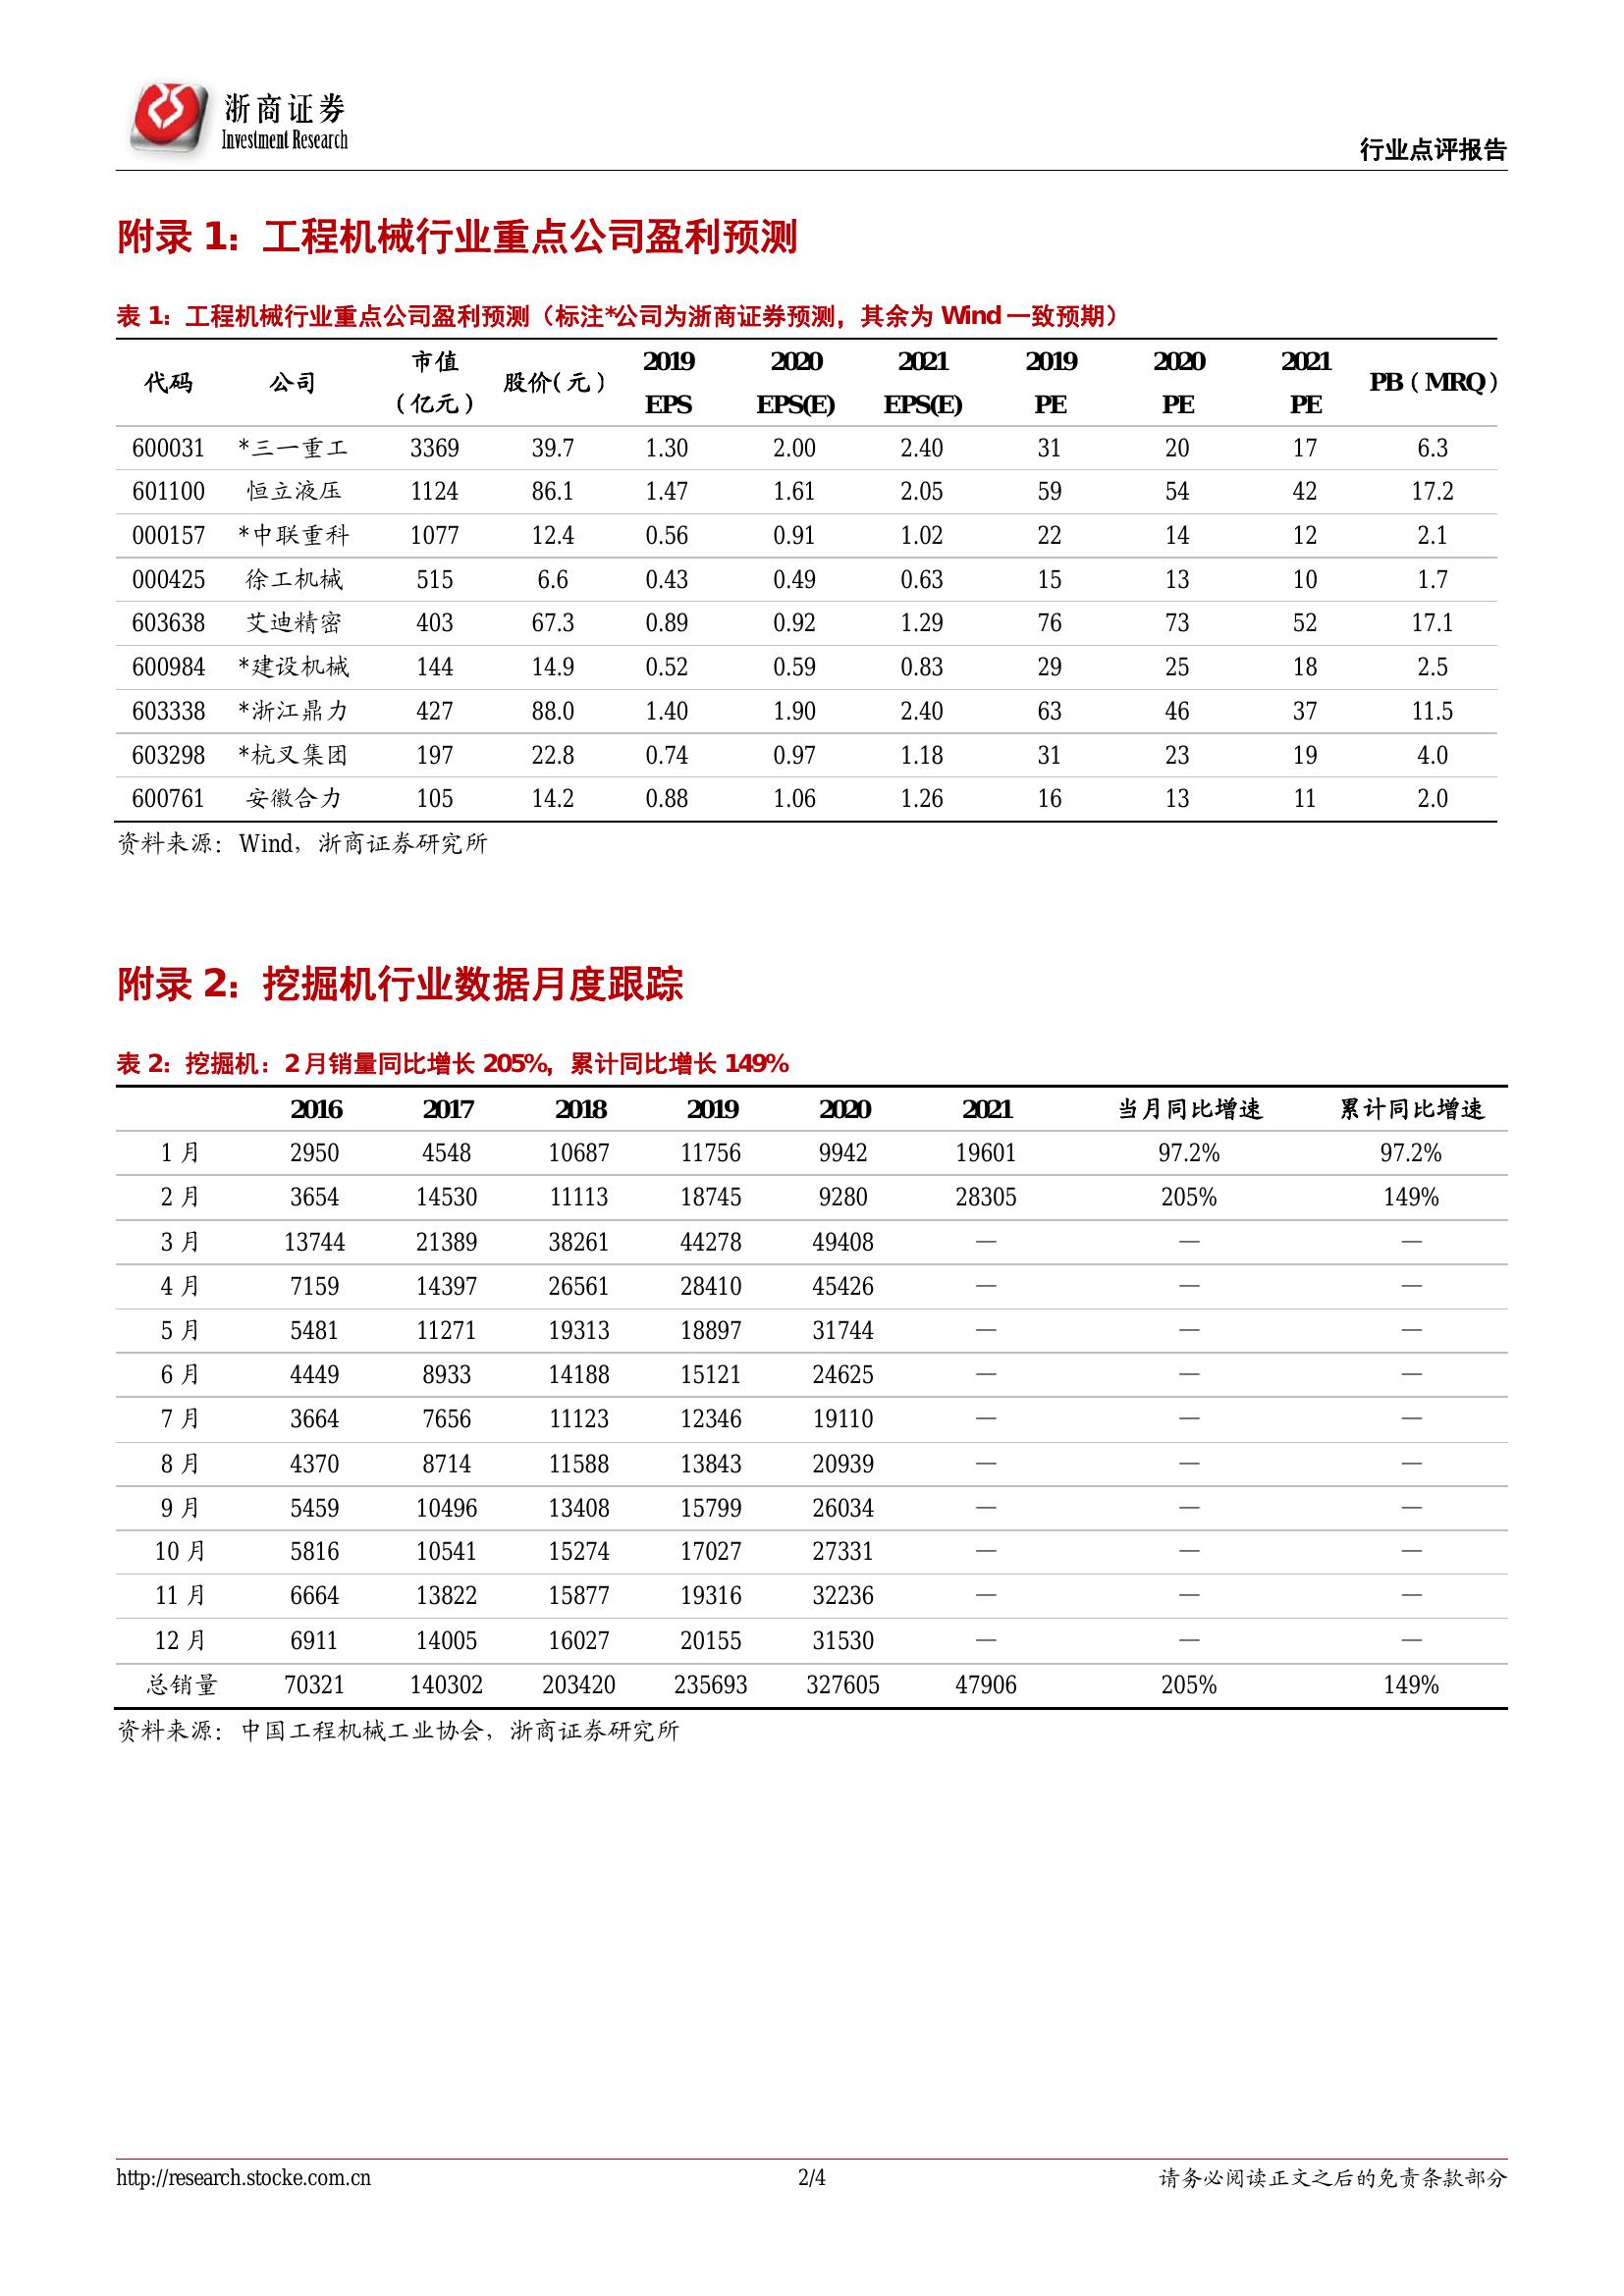 浙商证券
Investment Research
行业点评报告
附录 1：工程机械行业重点公司盈利预测
表 1：工程机械行业重点公司盈利预测（标注*公司为浙商证券预测，其余为 Wind 一致预期）
代码 公司 市值（亿元） 股价(元) 2019 EPS 2020 EPS(E) 2021 EPS(E) 2019 PE 2020 PE 2021 PE PB（MRQ）
600031 *三一重工 3369 39.7 1.30 2.00 2.40 31 20 17 6.3
601100 恒立液压 1124 86.1 1.47 1.61 2.05 59 54 42 17.2
000157 *中联重科 1077 12.4 0.56 0.91 1.02 22 14 12 2.1
000425 徐工机械 515 6.6 0.43 0.49 0.63 15 13 10 1.7
603638 艾迪精密 403 67.3 0.89 0.92 1.29 76 73 52 17.1
600984 *建设机械 144 14.9 0.52 0.59 0.83 29 25 18 2.5
603338 *浙江鼎力 427 88.0 1.40 1.90 2.40 63 46 37 11.5
603298 *杭叉集团 197 22.8 0.74 0.97 1.18 31 23 19 4.0
600761 安徽合力 105 14.2 0.88 1.06 1.26 16 13 11 2.0
资料来源：Wind，浙商证券研究所
附录 2：挖掘机行业数据月度跟踪
表 2：挖掘机：2 月销量同比增长 205%，累计同比增长 149%
2016 2017 2018 2019 2020 2021 当月同比增速 累计同比增速
1 月 2950 4548 10687 11756 9942 19601 97.2% 97.2%
2 月 3654 14530 11113 18745 9280 28305 205% 149%
3 月 13744 21389 38261 44278 49408 — — —
4 月 7159 14397 26561 28410 45426 — — —
5 月 5481 11271 19313 18897 31744 — — —
6 月 4449 8933 14188 15121 24625 — — —
7 月 3664 7656 11123 12346 19110 — — —
8 月 4370 8714 11588 13843 20939 — — —
9 月 5459 10496 13408 15799 26034 — — —
10 月 5816 10541 15274 17027 27331 — — —
11 月 6664 13822 15877 19316 32236 — — —
12 月 6911 14005 16027 20155 31530 — — —
总销量 70321 140302 203420 235693 327605 47906 205% 149%
资料来源：中国工程机械工业协会，浙商证券研究所
http://research.stocke.com.cn 2/4 请务必阅读正文之后的免责条款部分